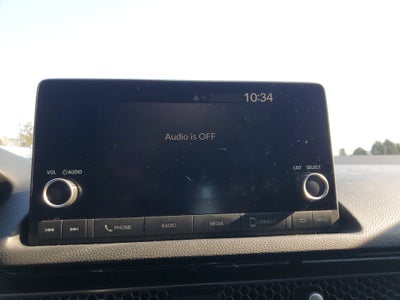 10:34
Audio is OFF
VOL AUDIO
LIST SELECT
PHONE
RADIO
MEDIA
CONNECT